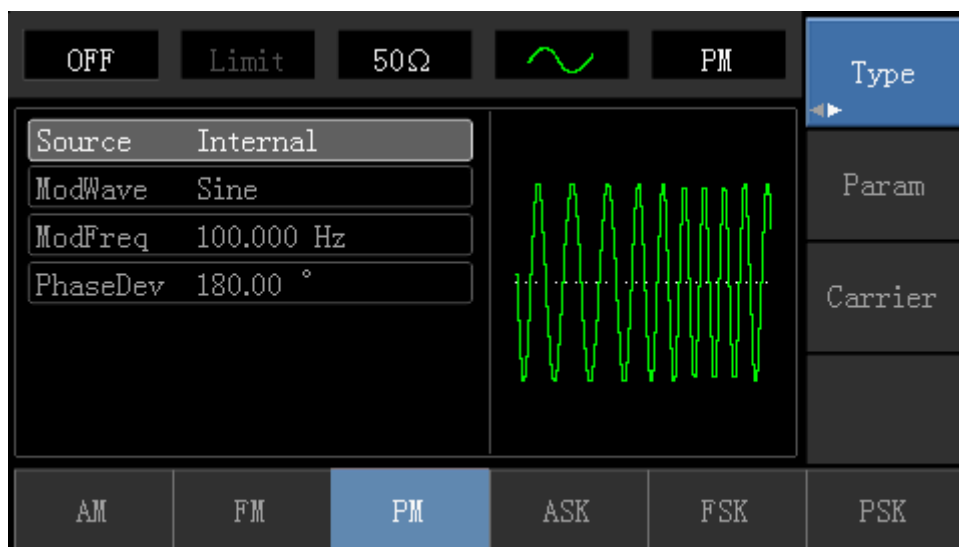 OFF Limit 50Ω PM
Type
Source Internal
ModWave Sine
ModFreq 100.000 Hz
PhaseDev 180.00 °
Param
Carrier
AM FM PM ASK FSK PSK